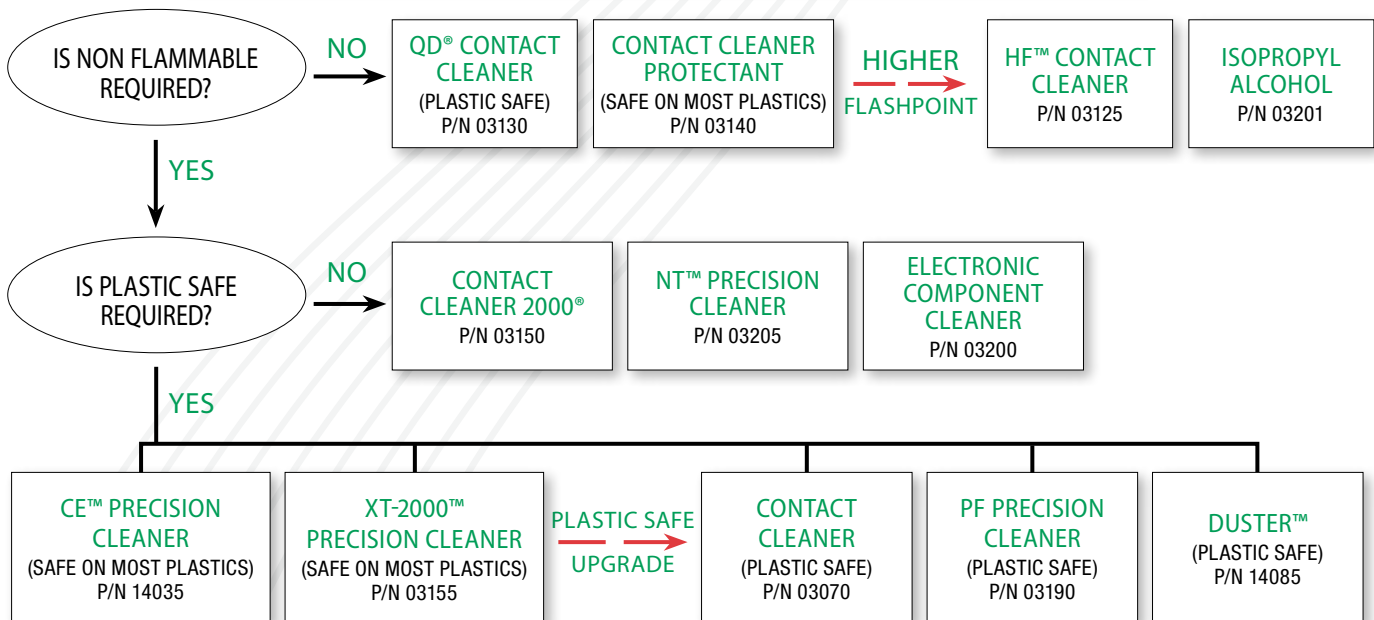 IS NON FLAMMABLE
REQUIRED?
NO
QD® CONTACT
CLEANER
(PLASTIC SAFE)
P/N 03130
CONTACT CLEANER
PROTECTANT
(SAFE ON MOST PLASTICS)
P/N 03140
HIGHER
FLASHPOINT
HF™ CONTACT
CLEANER
P/N 03125
ISOPROPYL
ALCOHOL
P/N 03201
YES
IS PLASTIC SAFE
REQUIRED?
NO
CONTACT
CLEANER 2000®
P/N 03150
NT™ PRECISION
CLEANER
P/N 03205
ELECTRONIC
COMPONENT
CLEANER
P/N 03200
YES
CE™ PRECISION
CLEANER
(SAFE ON MOST PLASTICS)
P/N 14035
XT-2000™
PRECISION CLEANER
(SAFE ON MOST PLASTICS)
P/N 03155
PLASTIC SAFE
UPGRADE
CONTACT
CLEANER
(PLASTIC SAFE)
P/N 03070
PF PRECISION
CLEANER
(PLASTIC SAFE)
P/N 03190
DUSTER™
(PLASTIC SAFE)
P/N 14085